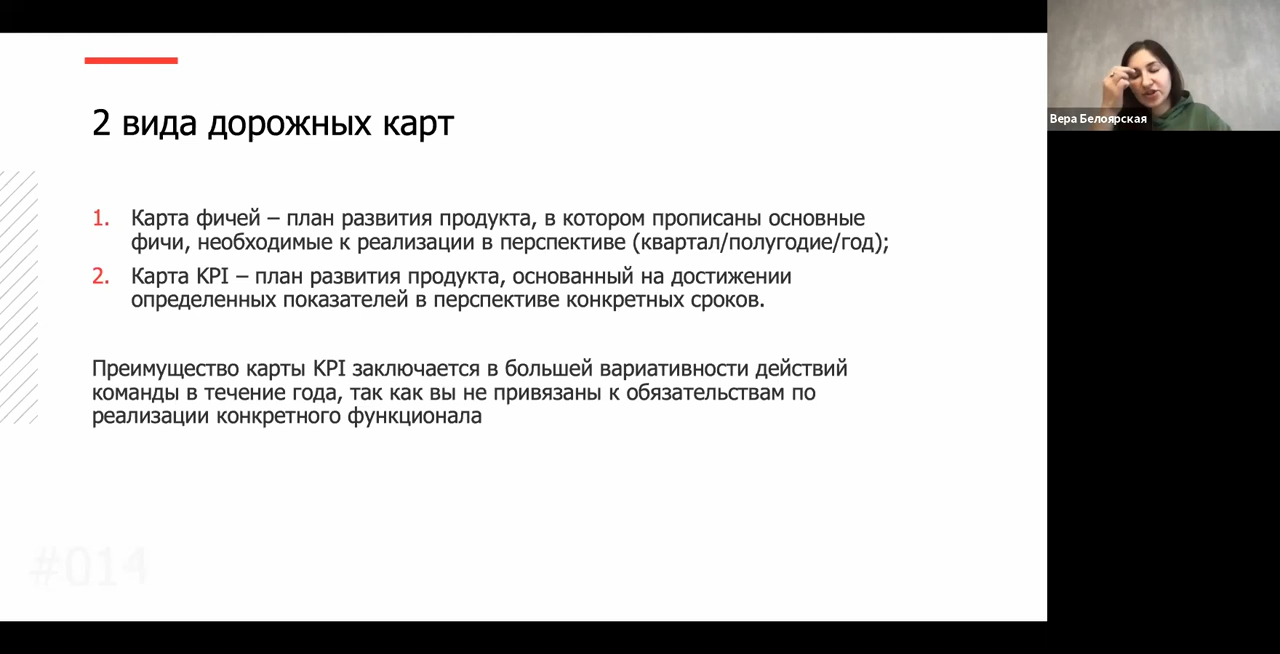 2 вида дорожных карт
1. Карта фичей – план развития продукта, в котором прописаны основные
фичи, необходимые к реализации в перспективе (квартал/полугодие/год);
2. Карта KPI – план развития продукта, основанный на достижении
определенных показателей в перспективе конкретных сроков.
Преимущество карты KPI заключается в большей вариативности действий
команды в течение года, так как вы не привязаны к обязательствам по
реализации конкретного функционала
#014
Вера Белоярская